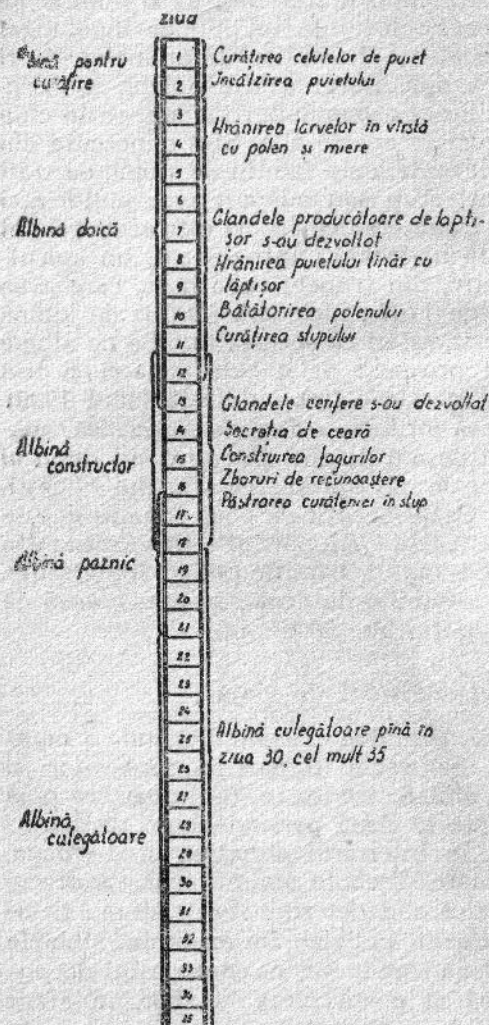 ziua
Albină pentru
curățire
1
2
3
4
5
6
7
8
9
10
11
12
13
14
15
16
17
18
19
20
21
22
23
24
25
26
27
28
29
30
31
32
33
34
35
Curățirea celulelor de puiet
Încălzirea puietului
Hrănirea larvelor în vîrstă
cu polen și miere
Albină doică
Glandele producătoare de lăpti-
șor s-au dezvoltat
Hrănirea puietului tînăr cu
lăptișor
Bătătorirea polenului
Curățirea stupului
Albină
constructor
Glandele cerifere s-au dezvoltat
Secreția de ceară
Construirea fagurilor
Zboruri de recunoaștere
Păstrarea curățeniei în stup
Albină paznic
Albină culegătoare pînă în
ziua 30, cel mult 35
Albină
culegătoare